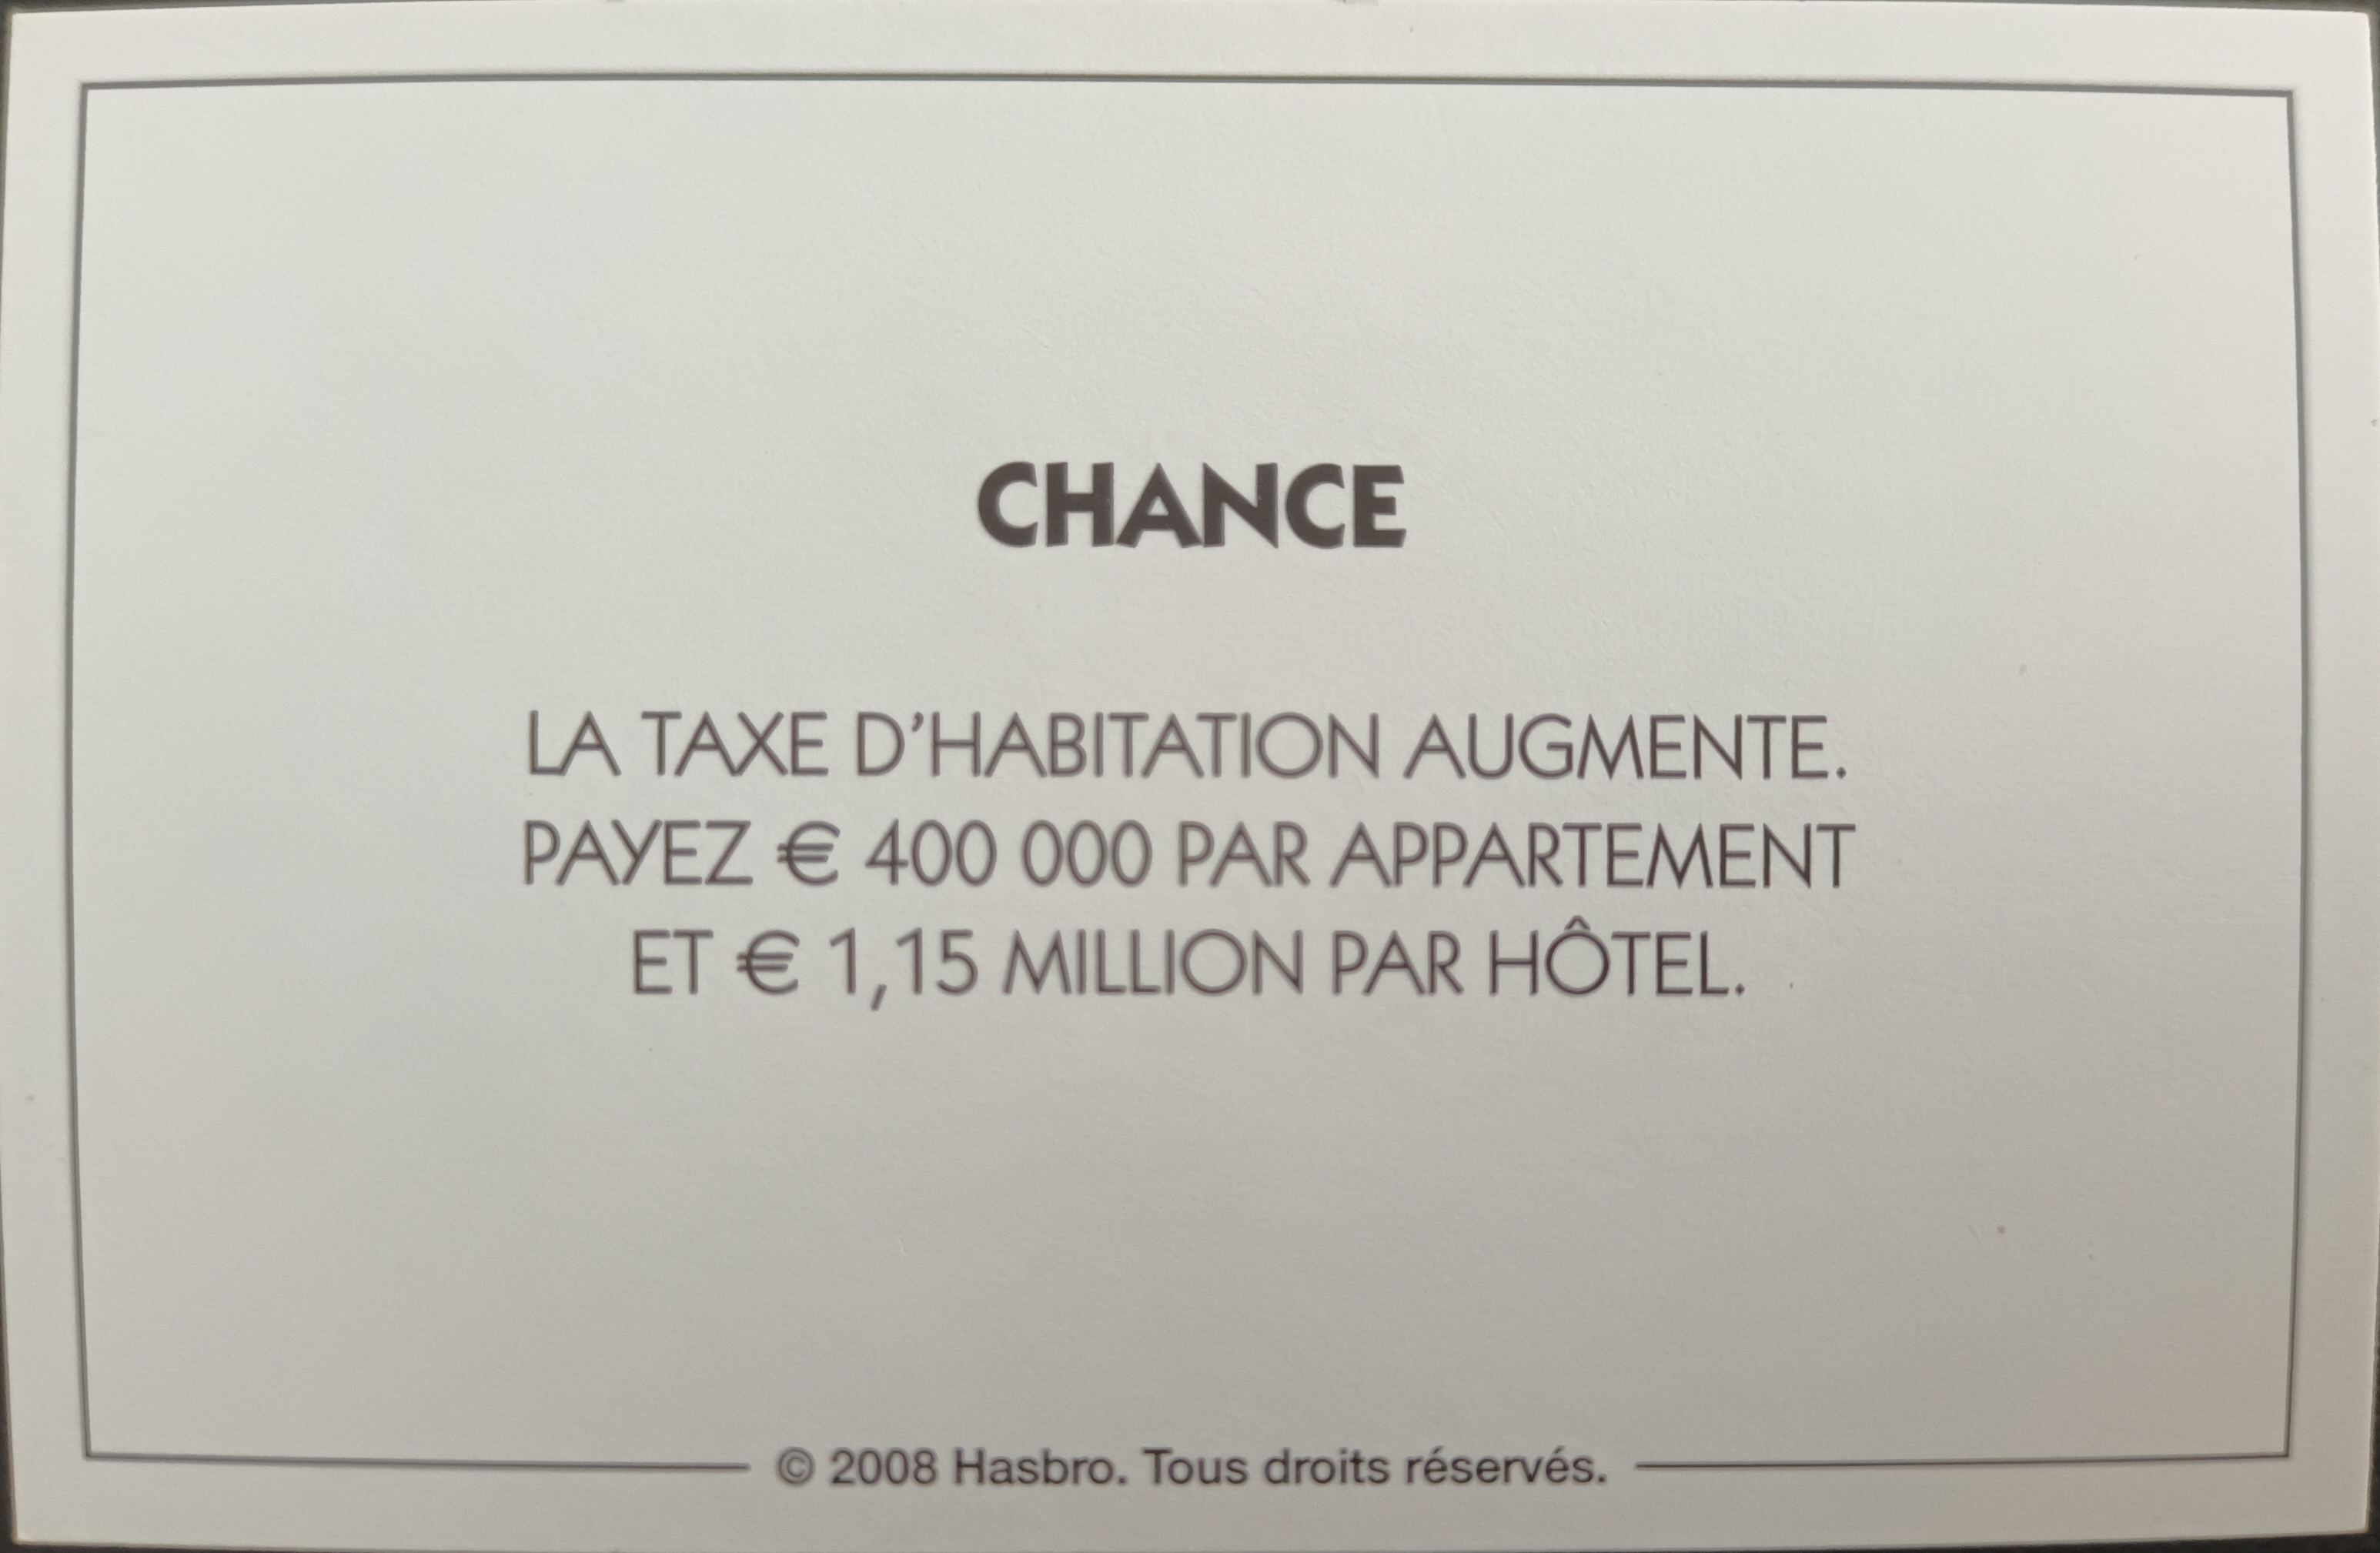 CHANCE
LA TAXE D'HABITATION AUGMENTE.
PAYEZ € 400 000 PAR APPARTEMENT
ET € 1,15 MILLION PAR HÔTEL.
© 2008 Hasbro. Tous droits réservés.